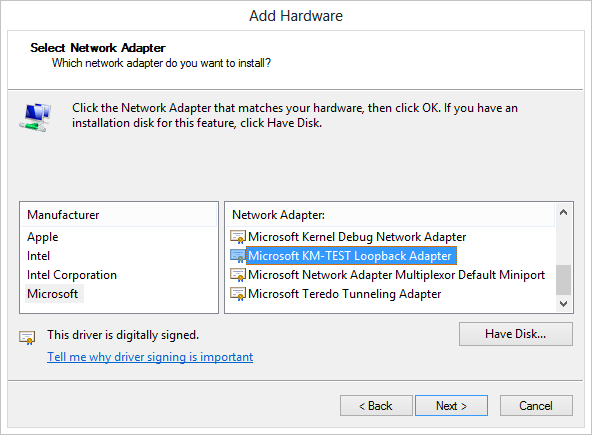 Add Hardware
Select Network Adapter
Which network adapter do you want to install?
Click the Network Adapter that matches your hardware, then click OK. If you have an
installation disk for this feature, click Have Disk.
Manufacturer
Apple
Intel
Intel Corporation
Microsoft
Network Adapter:
Microsoft Kernel Debug Network Adapter
Microsoft KM-TEST Loopback Adapter
Microsoft Network Adapter Multiplexor Default Miniport
Microsoft Teredo Tunneling Adapter
This driver is digitally signed.
Tell me why driver signing is important
Have Disk...
< Back
Next >
Cancel